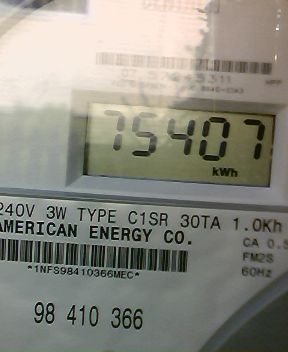 75407
kWh
240V 3W TYPE C1SR 30TA 1.0Kh
AMERICAN ENERGY CO.
CA 0.5
FM2S
60Hz
*1NFS98410366MEC*
98 410 366